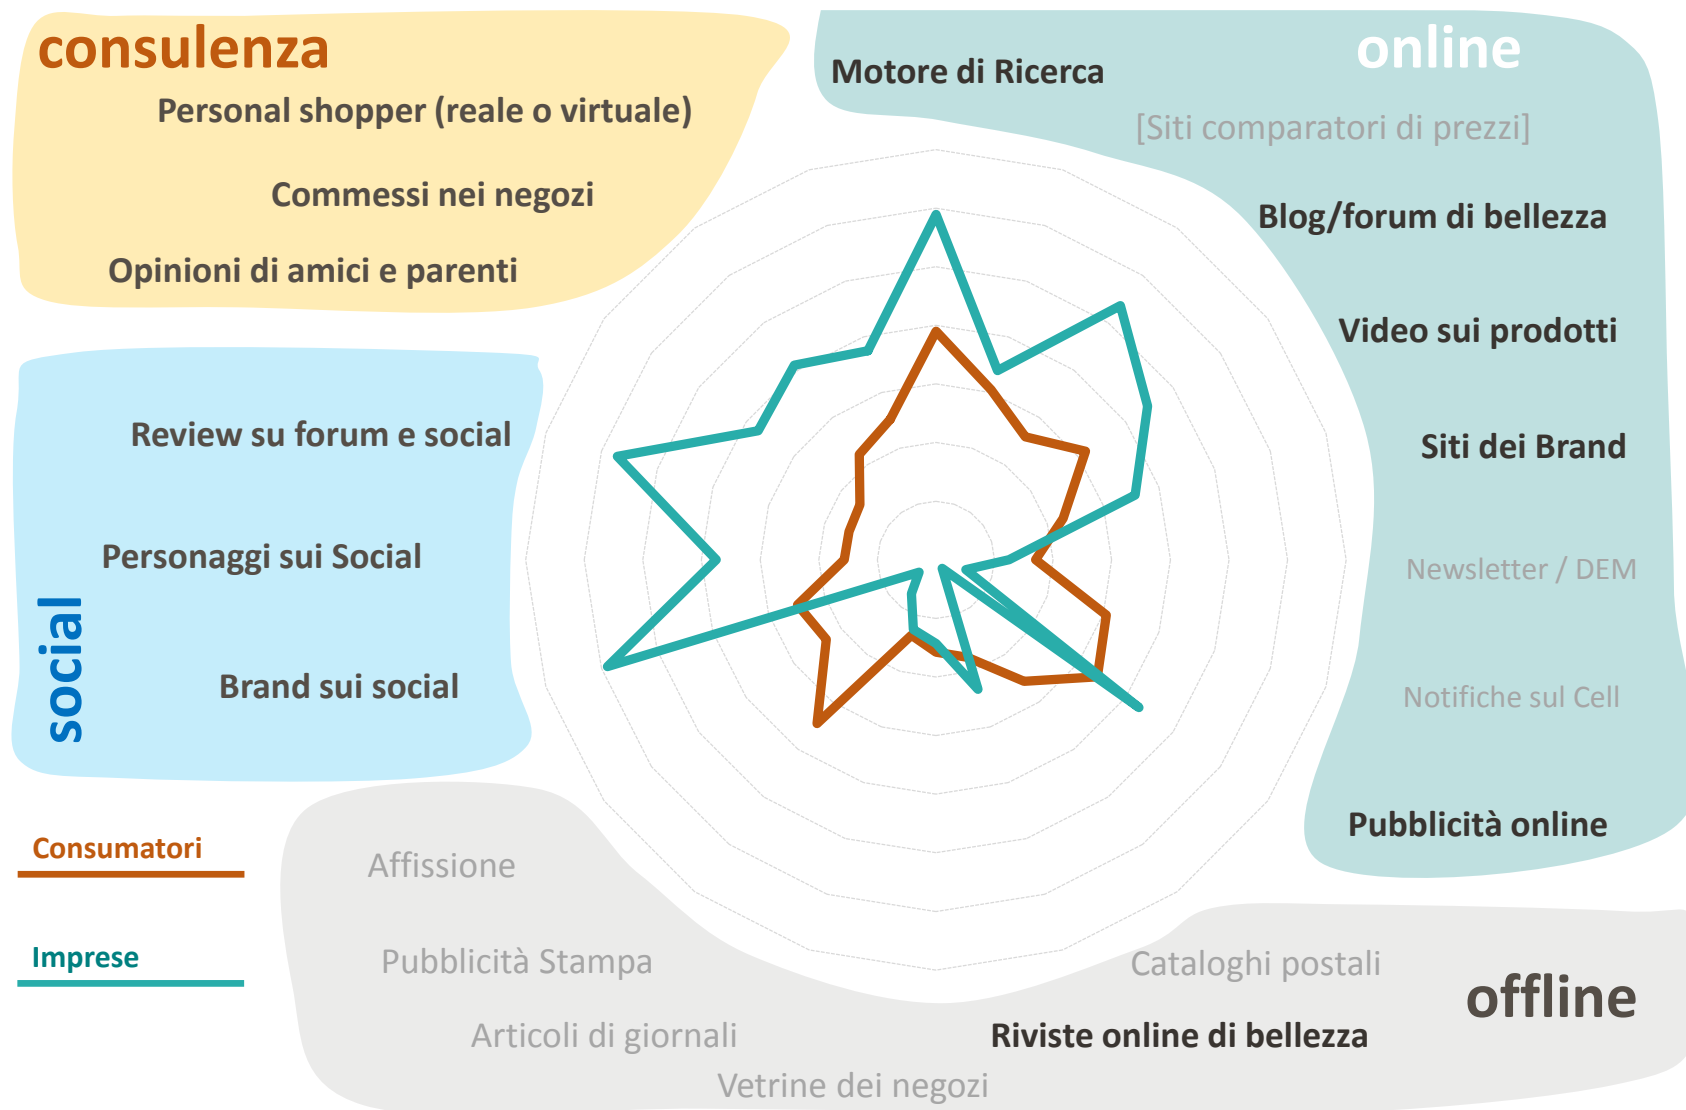 consulenza
Personal shopper (reale o virtuale)
Commessi nei negozi
Opinioni di amici e parenti
online
Motore di Ricerca
[Siti comparatori di prezzi]
Blog/forum di bellezza
Video sui prodotti
Siti dei Brand
Newsletter / DEM
Notifiche sul Cell
Pubblicità online
social
Review su forum e social
Personaggi sui Social
Brand sui social
Consumatori
Imprese
Affissione
Pubblicità Stampa
Articoli di giornali
Vetrine dei negozi
Cataloghi postali
Riviste online di bellezza
offline